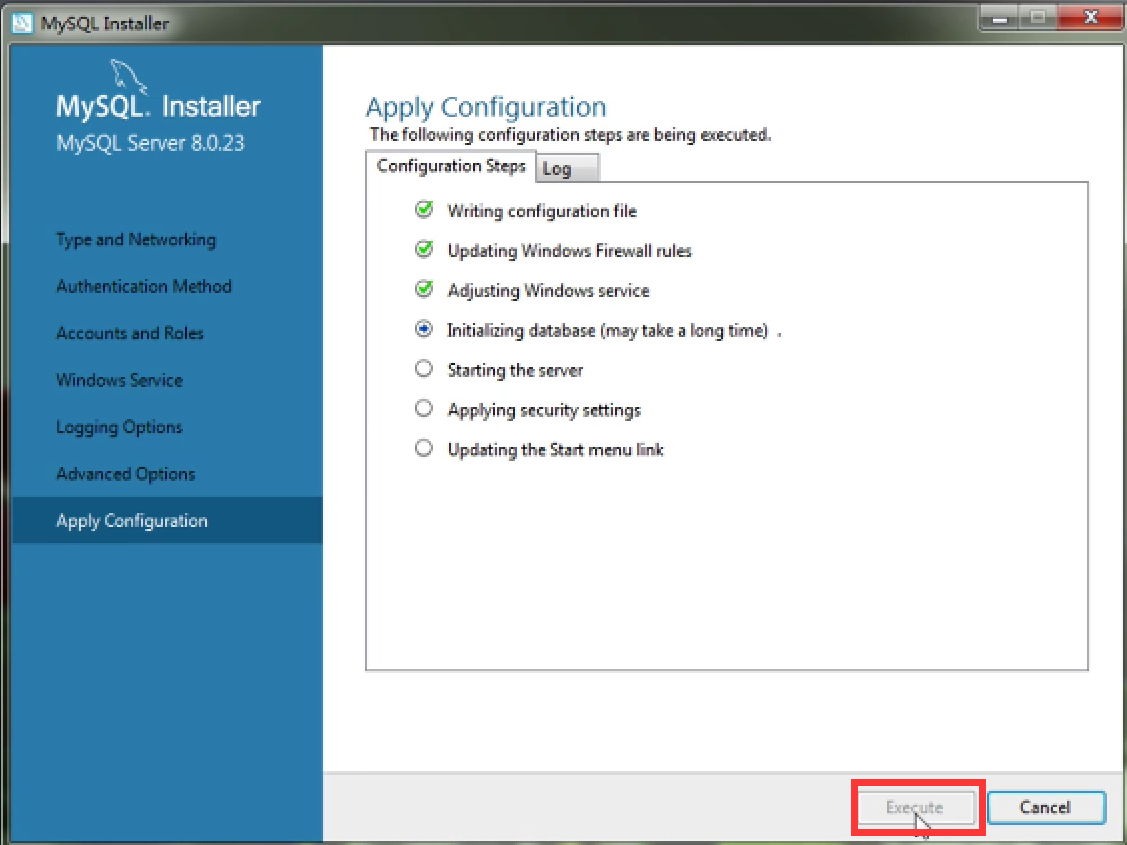 MySQL Installer
MySQL. Installer
MySQL Server 8.0.23
Type and Networking
Authentication Method
Accounts and Roles
Windows Service
Logging Options
Advanced Options
Apply Configuration
Apply Configuration
The following configuration steps are being executed.
Configuration Steps
Log
Writing configuration file
Updating Windows Firewall rules
Adjusting Windows service
Initializing database (may take a long time) .
Starting the server
Applying security settings
Updating the Start menu link
Execute
Cancel